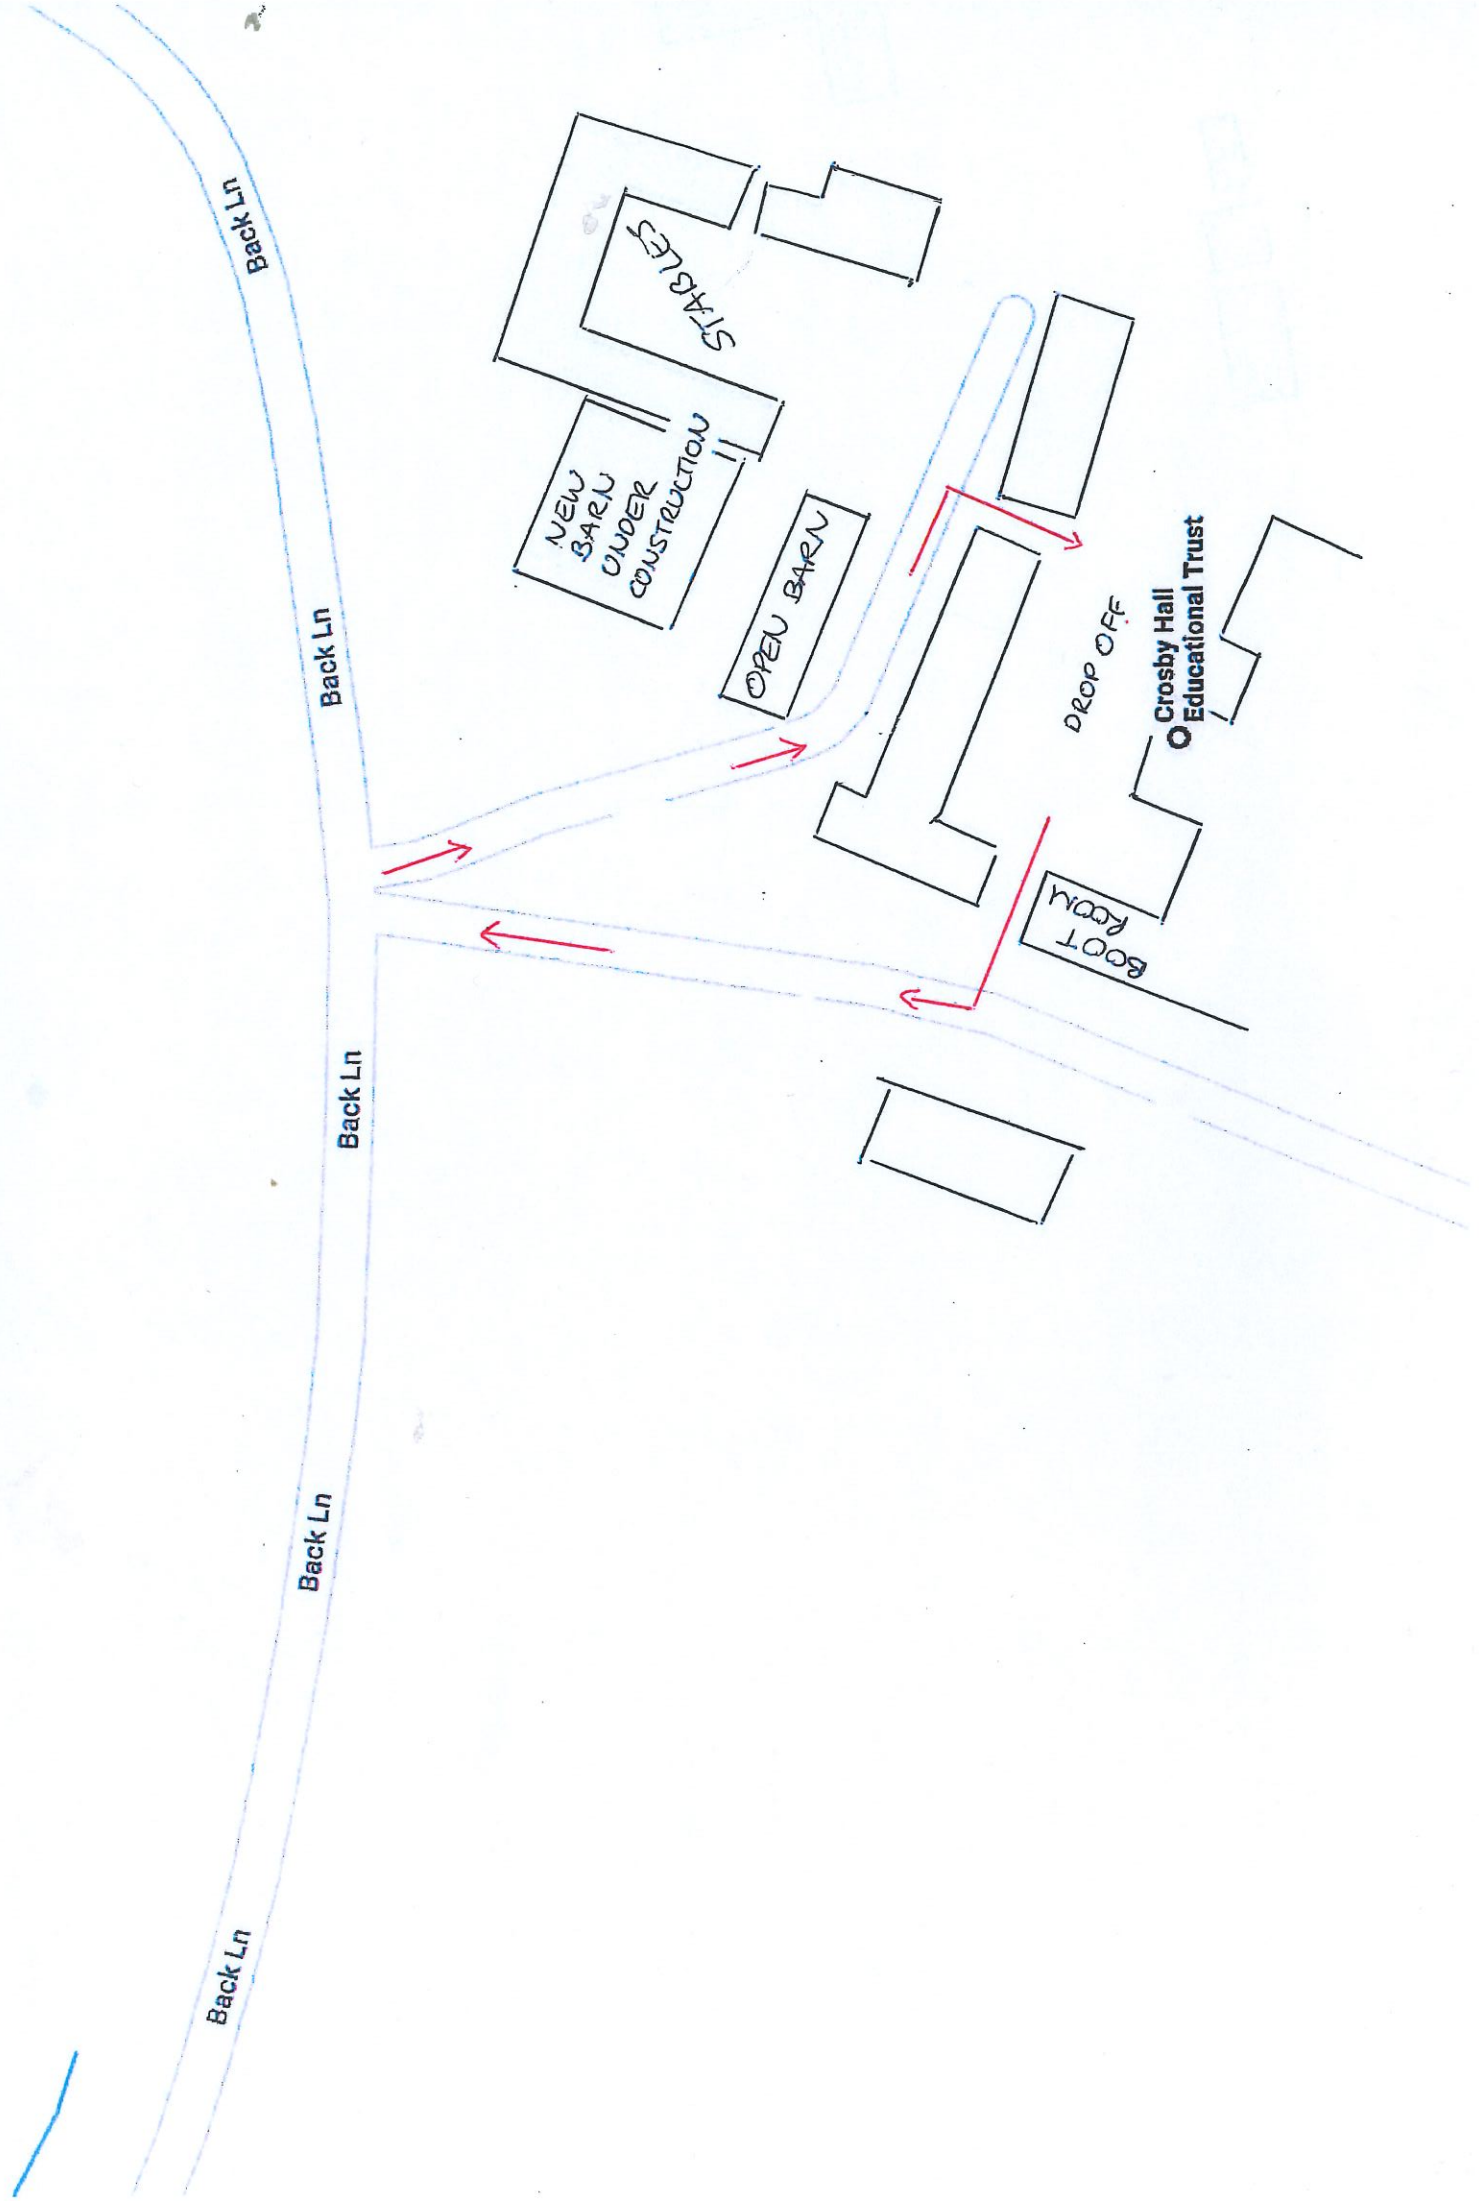 Back Ln
Back Ln
Back Ln
Back Ln
Back Ln
STABLES
NEW
BARN
UNDER
CONSTRUCTION
OPEN BARN
DROP OFF
Crosby Hall
Educational Trust
BOOT
ROOM